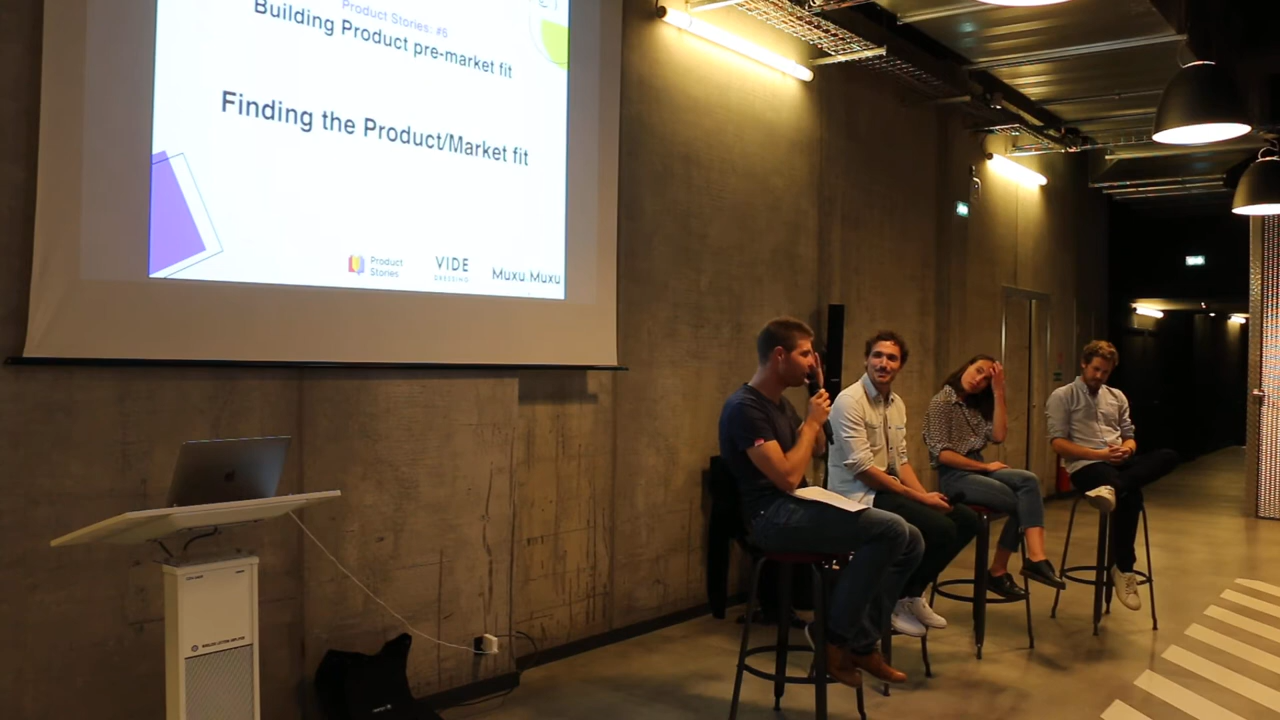 Product Stories: #6
Building Product pre-market fit
Finding the Product/Market fit
Product
Stories
VIDE
DRESSING
Muxu.Muxu